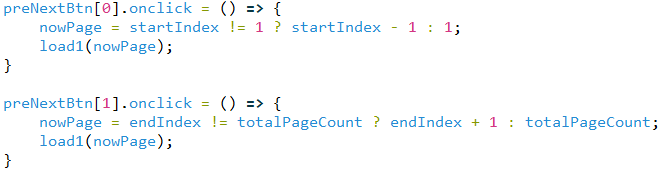 preNextBtn[0].onclick = () => {
    nowPage = startIndex != 1 ? startIndex - 1 : 1;
    load1(nowPage);
}

preNextBtn[1].onclick = () => {
    nowPage = endIndex != totalPageCount ? endIndex + 1 : totalPageCount;
    load1(nowPage);
}